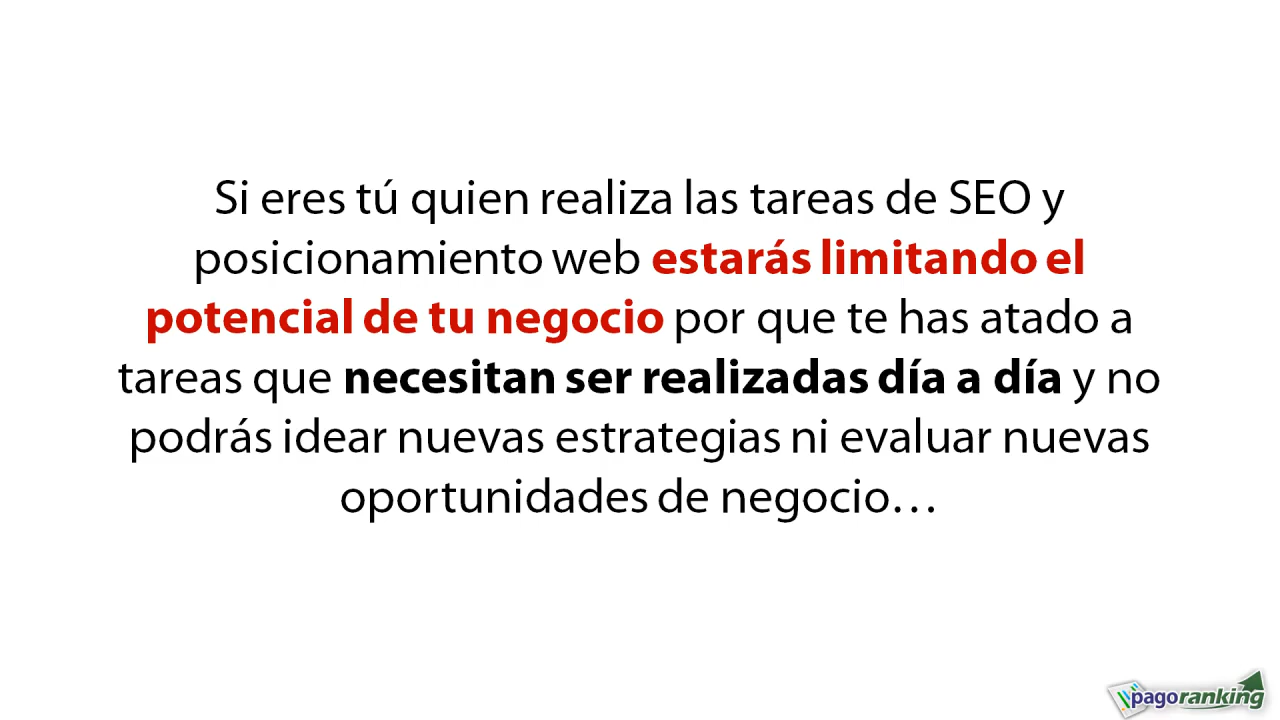 Si eres tú quien realiza las tareas de SEO y
posicionamiento web estarás limitando el
potencial de tu negocio por que te has atado a
tareas que necesitan ser realizadas día a día y no
podrás idear nuevas estrategias ni evaluar nuevas
oportunidades de negocio…
pagoranking